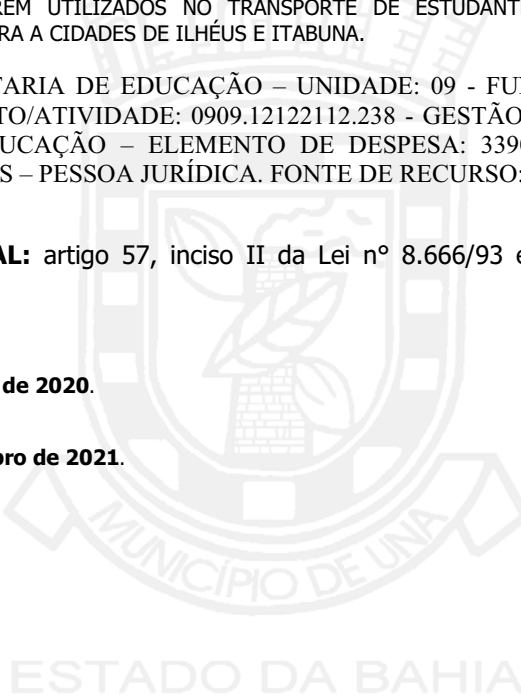 REM UTILIZADOS NO TRANSPORTE DE ESTUDANT
RA A CIDADES DE ILHÉUS E ITABUNA.
TARIA DE EDUCAÇÃO – UNIDADE: 09 - FU
TO/ATIVIDADE: 0909.12122112.238 - GESTÃO
UCAÇÃO – ELEMENTO DE DESPESA: 339
S – PESSOA JURÍDICA. FONTE DE RECURSO:
AL: artigo 57, inciso II da Lei n° 8.666/93 e
de 2020.
bro de 2021.
MUNICÍPIO DE UNA
ESTADO DA BAHIA